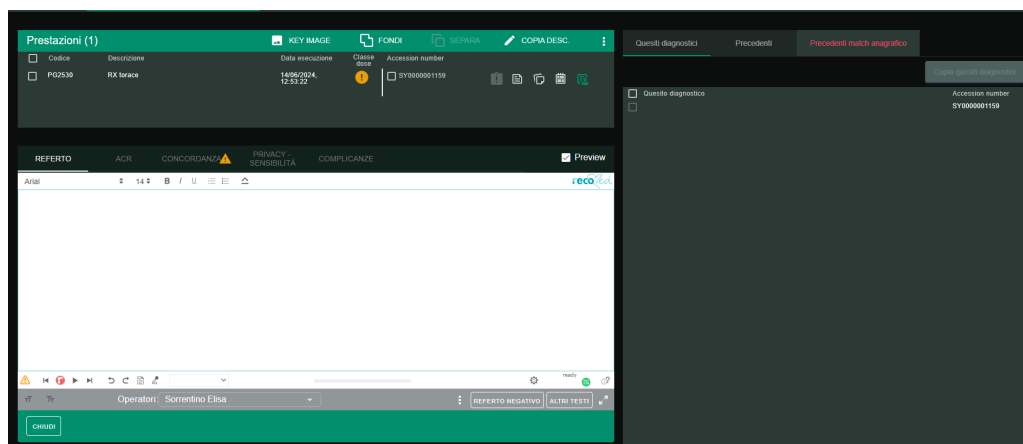 Prestazioni (1)
KEY IMAGE
FONDI
SEPARA
COPIA DESC.
Codice
Descrizione
Data esecuzione
Classe dose
Accession number
PG2530
RX torace
14/06/2024, 12:53:22
SY0000001159
REFERTO
ACR
CONCORDANZA
PRIVACY - SENSIBILITÀ
COMPLICANZE
Preview
Arial
14
B I U
recoMed
ready
Operatori: Sorrentino Elisa
REFERTO NEGATIVO
ALTRI TESTI
CHIUDI
Quesiti diagnostici
Precedenti
Precedenti match anagrafico
Copia quesiti diagnostici
Quesito diagnostico
Accession number
SY0000001159